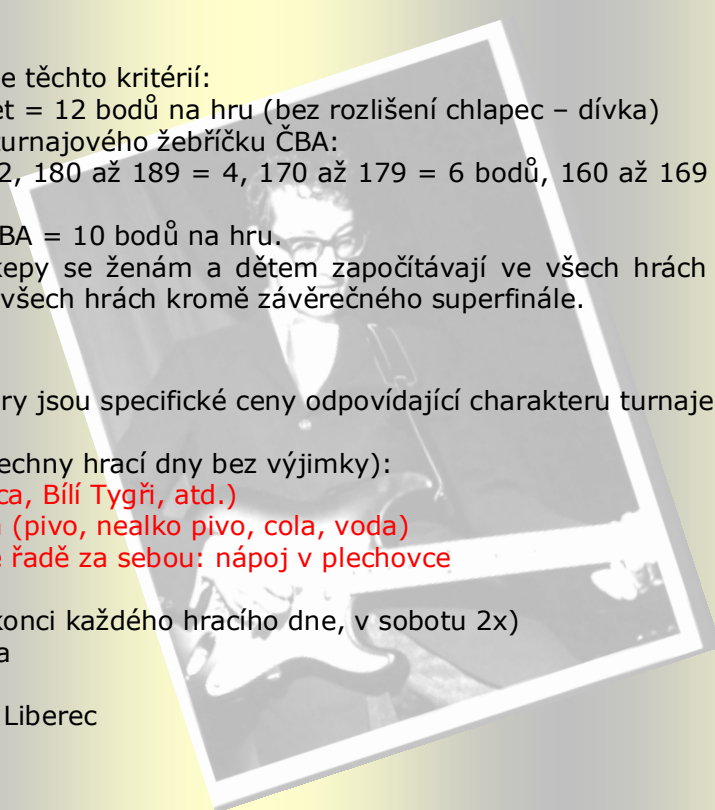 e těchto kritérií:
et = 12 bodů na hru (bez rozlišení chlapec – dívka)
turnajového žebříčku ČBA:
2, 180 až 189 = 4, 170 až 179 = 6 bodů, 160 až 169
BA = 10 bodů na hru.
kepy se ženám a dětem započítávají ve všech hrách
všech hrách kromě závěrečného superfinále.
ry jsou specifické ceny odpovídající charakteru turnaje
echny hrací dny bez výjimky):
ca, Bílí Tygři, atd.)
(pivo, nealko pivo, cola, voda)
e řadě za sebou: nápoj v plechovce
konci každého hracího dne, v sobotu 2x)
a
Liberec